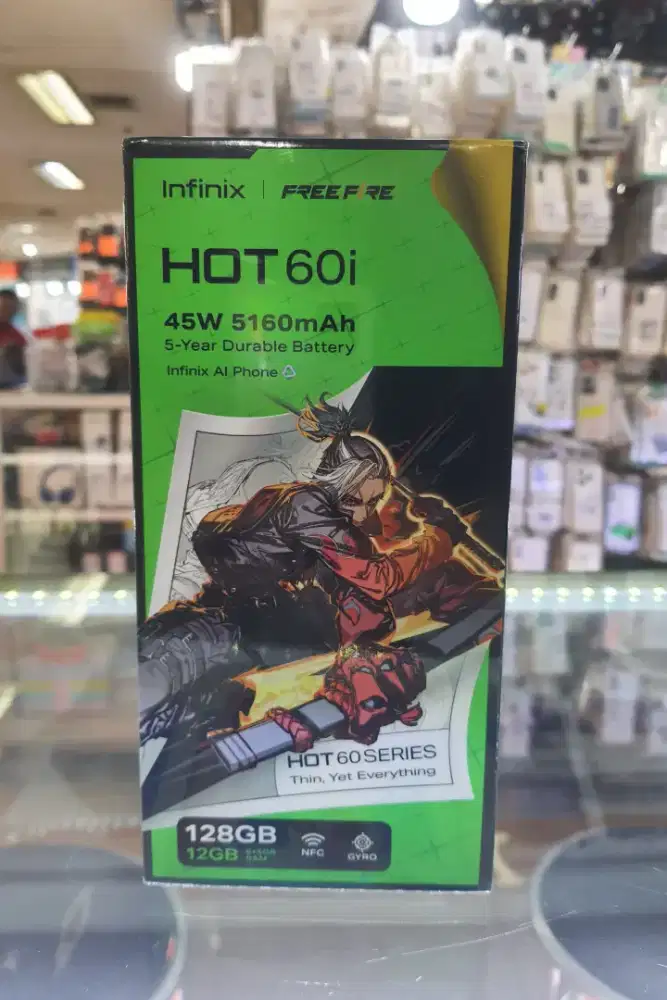 Infinix | FREE FIRE
HOT 60i
45W 5160mAh
5-Year Durable Battery
Infinix AI Phone
HOT 60 SERIES
Thin, Yet Everything
128GB
12GB
NFC
GYRO